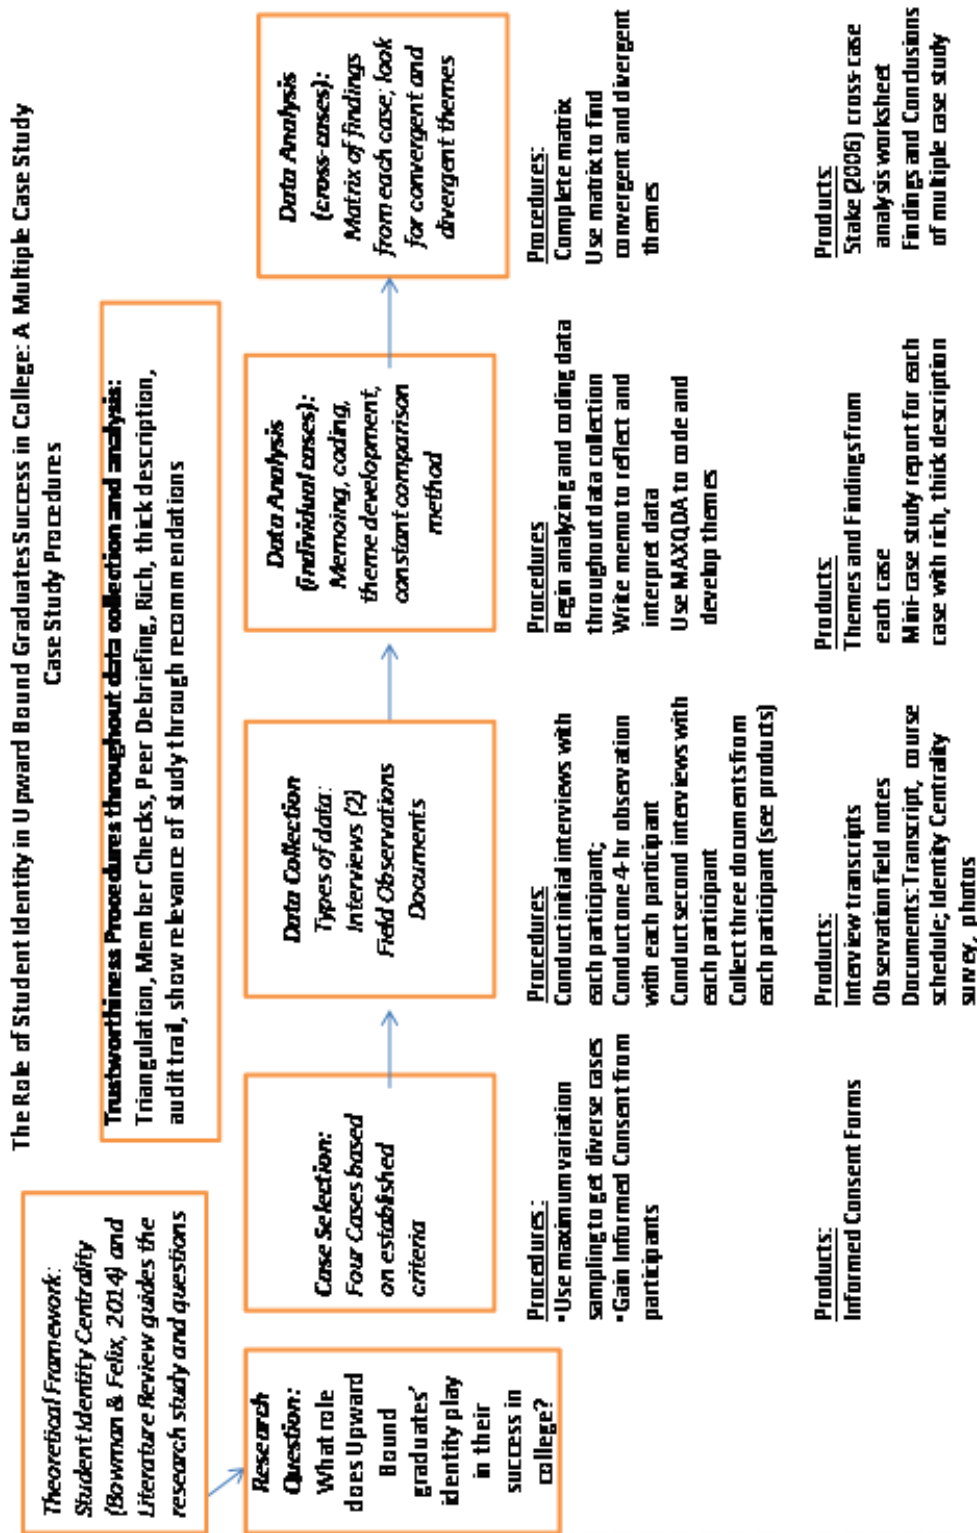 The Role of Student Identity in Upward Bound Graduates Success in College: A Multiple Case Study
Case Study Procedures
Theoretical Framework:
Student Identity Centrality
(Bowman & Felix, 2014) and
Literature Review guides the
research study and questions
Trustworthiness Procedures throughout data collection and analysis:
Triangulation, Member Checks, Peer Debriefing, Rich, thick description,
audit trail, show relevance of study through recommendations
Research
Question:
What role
does Upward
Bound
graduates’
identity play
in their
success in
college?
Case Selection:
Four Cases based
on established
criteria
Procedures:
•Use maximum variation
sampling to get diverse cases
•Gain Informed Consent from
participants
Products:
Informed Consent Forms
Data Collection
Types of data:
Interviews (2)
Field Observations
Documents
Procedures:
Conduct initial interviews with
each participant;
Conduct one 4-hr observation
with each participant
Conduct second interviews with
each participant
Collect three documents from
each participant (see products)
Products:
Interview transcripts
Observation field notes
Documents: Transcript, course
schedule; Identity Centrality
survey, photos
Data Analysis
(individual cases):
Memoing, coding,
theme development,
constant comparison
method
Procedures
Begin analyzing and coding data
throughout data collection
Write memo to reflect and
interpret data
Use MAXQDA to code and
develop themes
Products:
Themes and Findings from
each case
Mini- case study report for each
case with rich, thick description
Data Analysis
(cross-cases):
Matrix of findings
from each case; look
for convergent and
divergent themes
Procedures:
Complete matrix
Use matrix to find
convergent and divergent
themes
Products:
Stake (2006) cross-case
analysis worksheet
Findings and Conclusions
of multiple case study